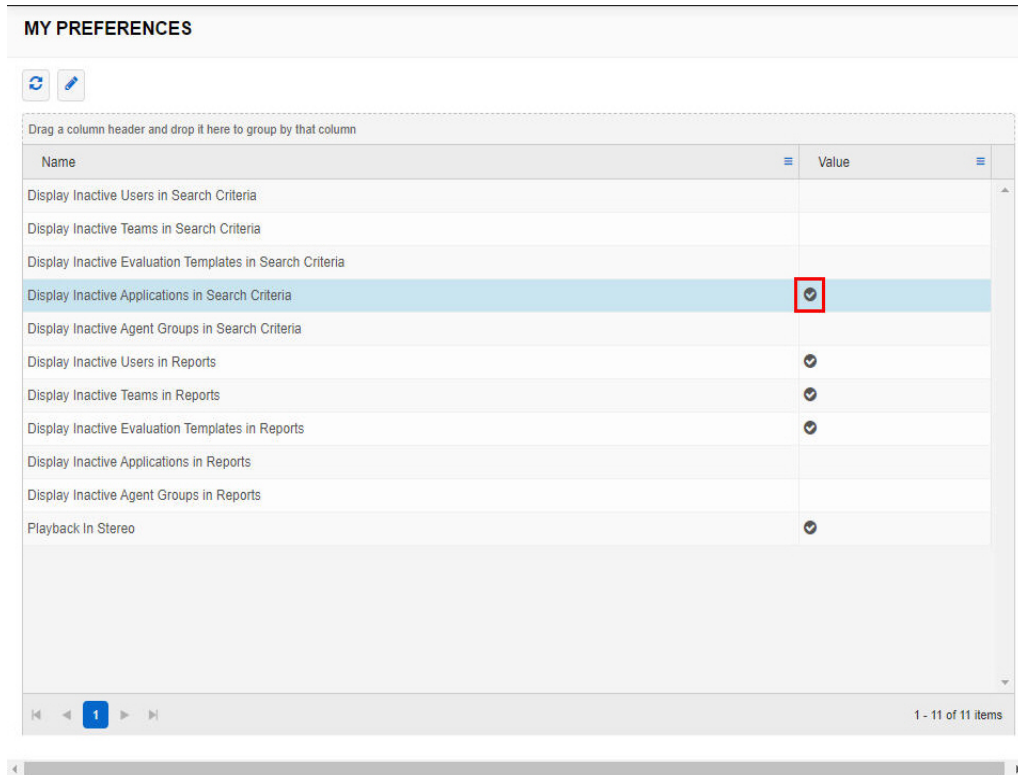 MY PREFERENCES
Drag a column header and drop it here to group by that column
Name Value
Display Inactive Users in Search Criteria
Display Inactive Teams in Search Criteria
Display Inactive Evaluation Templates in Search Criteria
Display Inactive Applications in Search Criteria
Display Inactive Agent Groups in Search Criteria
Display Inactive Users in Reports
Display Inactive Teams in Reports
Display Inactive Evaluation Templates in Reports
Display Inactive Applications in Reports
Display Inactive Agent Groups in Reports
Playback In Stereo
1 1 - 11 of 11 items